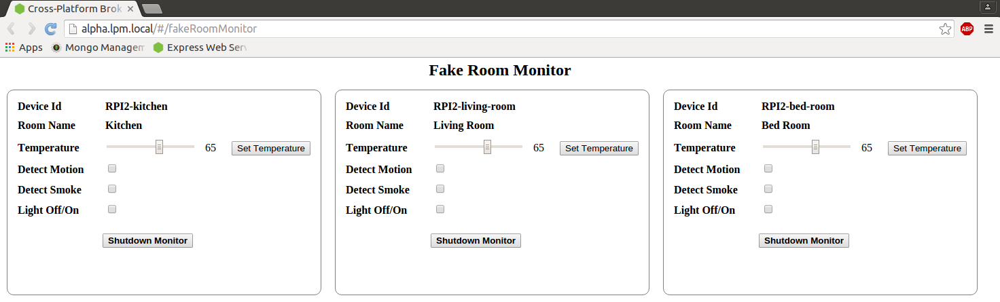 Cross-Platform Brok
alpha.lpm.local/#/fakeRoomMonitor
ABP
Apps Mongo Managem Express Web Serv
Fake Room Monitor
Device Id RPI2-kitchen
Room Name Kitchen
Temperature 65 Set Temperature
Detect Motion
Detect Smoke
Light Off/On
Shutdown Monitor
Device Id RPI2-living-room
Room Name Living Room
Temperature 65 Set Temperature
Detect Motion
Detect Smoke
Light Off/On
Shutdown Monitor
Device Id RPI2-bed-room
Room Name Bed Room
Temperature 65 Set Temperature
Detect Motion
Detect Smoke
Light Off/On
Shutdown Monitor